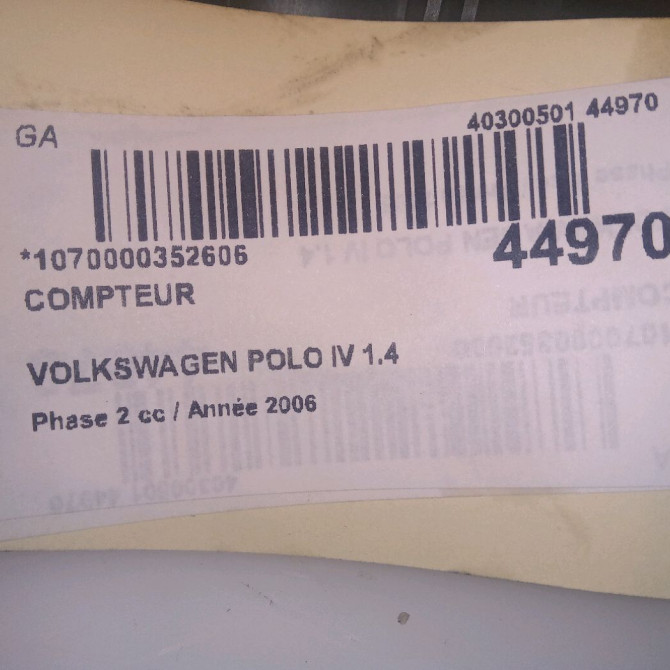 GA
40300501 44970
*1070000352606
44970
COMPTEUR
VOLKSWAGEN POLO IV 1.4
Phase 2 cc / Année 2006